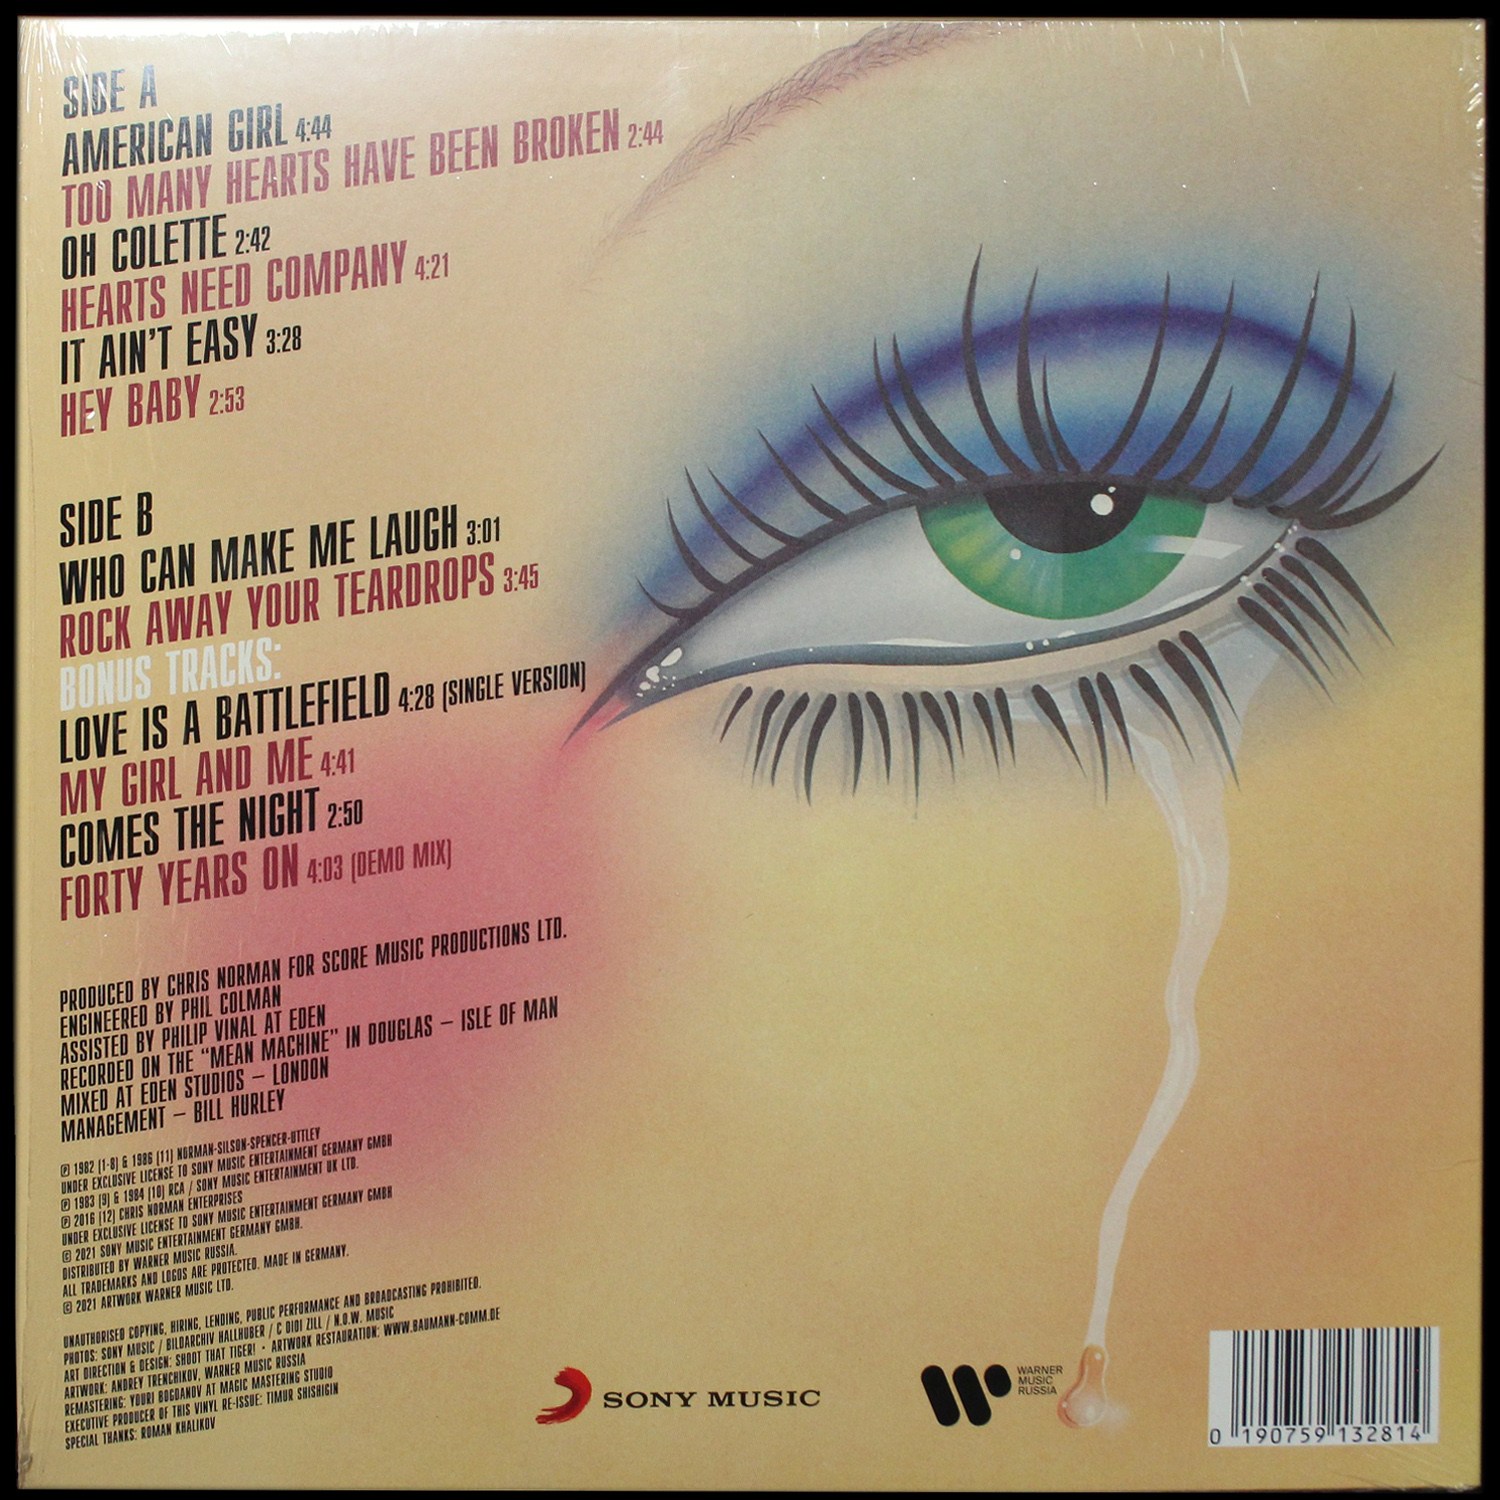 SIDE A
AMERICAN GIRL 4:44
TOO MANY HEARTS HAVE BEEN BROKEN 2:44
OH COLETTE 2:42
HEARTS NEED COMPANY 4:21
IT AIN'T EASY 3:28
HEY BABY 2:53
SIDE B
WHO CAN MAKE ME LAUGH 3:01
ROCK AWAY YOUR TEARDROPS 3:45
BONUS TRACKS:
LOVE IS A BATTLEFIELD 4:28 (SINGLE VERSION)
MY GIRL AND ME 4:41
COMES THE NIGHT 2:50
FORTY YEARS ON 4:03 (DEMO MIX)
PRODUCED BY CHRIS NORMAN FOR SCORE MUSIC PRODUCTIONS LTD.
ENGINEERED BY PHIL COLMAN
ASSISTED BY PHILIP VINAL AT EDEN
RECORDED ON THE "MEAN MACHINE" IN DOUGLAS – ISLE OF MAN
MIXED AT EDEN STUDIOS – LONDON
MANAGEMENT – BILL HURLEY
℗ 1982 (1-8) & 1986 (11) NORMAN-SILSON-SPENCER-UTTLEY
UNDER EXCLUSIVE LICENSE TO SONY MUSIC ENTERTAINMENT GERMANY GMBH
℗ 1983 (9) & 1984 (10) RCA / SONY MUSIC ENTERTAINMENT UK LTD.
℗ 2016 (12) CHRIS NORMAN ENTERPRISES
UNDER EXCLUSIVE LICENSE TO SONY MUSIC ENTERTAINMENT GERMANY GMBH
© 2021 SONY MUSIC ENTERTAINMENT GERMANY GMBH.
DISTRIBUTED BY WARNER MUSIC RUSSIA.
ALL TRADEMARKS AND LOGOS ARE PROTECTED. MADE IN GERMANY.
© 2021 ARTWORK WARNER MUSIC LTD.
UNAUTHORISED COPYING, HIRING, LENDING, PUBLIC PERFORMANCE AND BROADCASTING PROHIBITED.
PHOTOS: SONY MUSIC / BILDARCHIV HALLHUBER / C DIDI ZILL / N.O.W. MUSIC
ART DIRECTION & DESIGN: SHOOT THAT TIGER! • ARTWORK RESTAURATION: WWW.BAUMANN-COMM.DE
ARTWORK: ANDREY TRENCHIKOV, WARNER MUSIC RUSSIA
REMASTERING: YOURI BOGDANOV AT MAGIC MASTERING STUDIO
EXECUTIVE PRODUCER OF THIS VINYL RE-ISSUE: TIMUR SHISHIGIN
SPECIAL THANKS: ROMAN KHALIKOV
SONY MUSIC
WARNER
MUSIC
RUSSIA
0 190759 132814